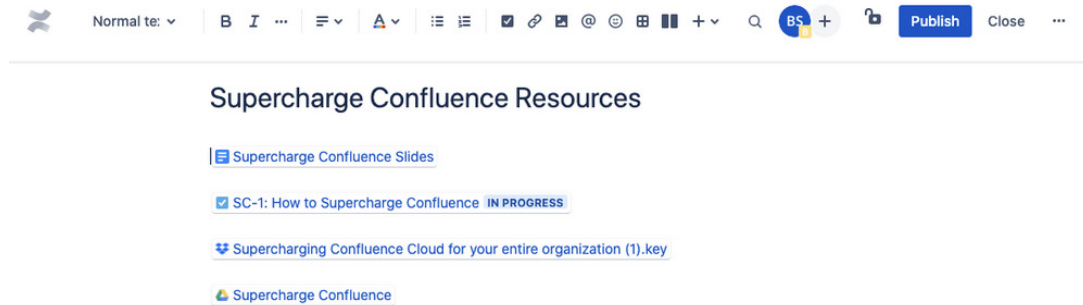 Normal te:
B I ... A @ BS + Publish Close ...
Supercharge Confluence Resources
Supercharge Confluence Slides
SC-1: How to Supercharge Confluence IN PROGRESS
Supercharging Confluence Cloud for your entire organization (1).key
Supercharge Confluence